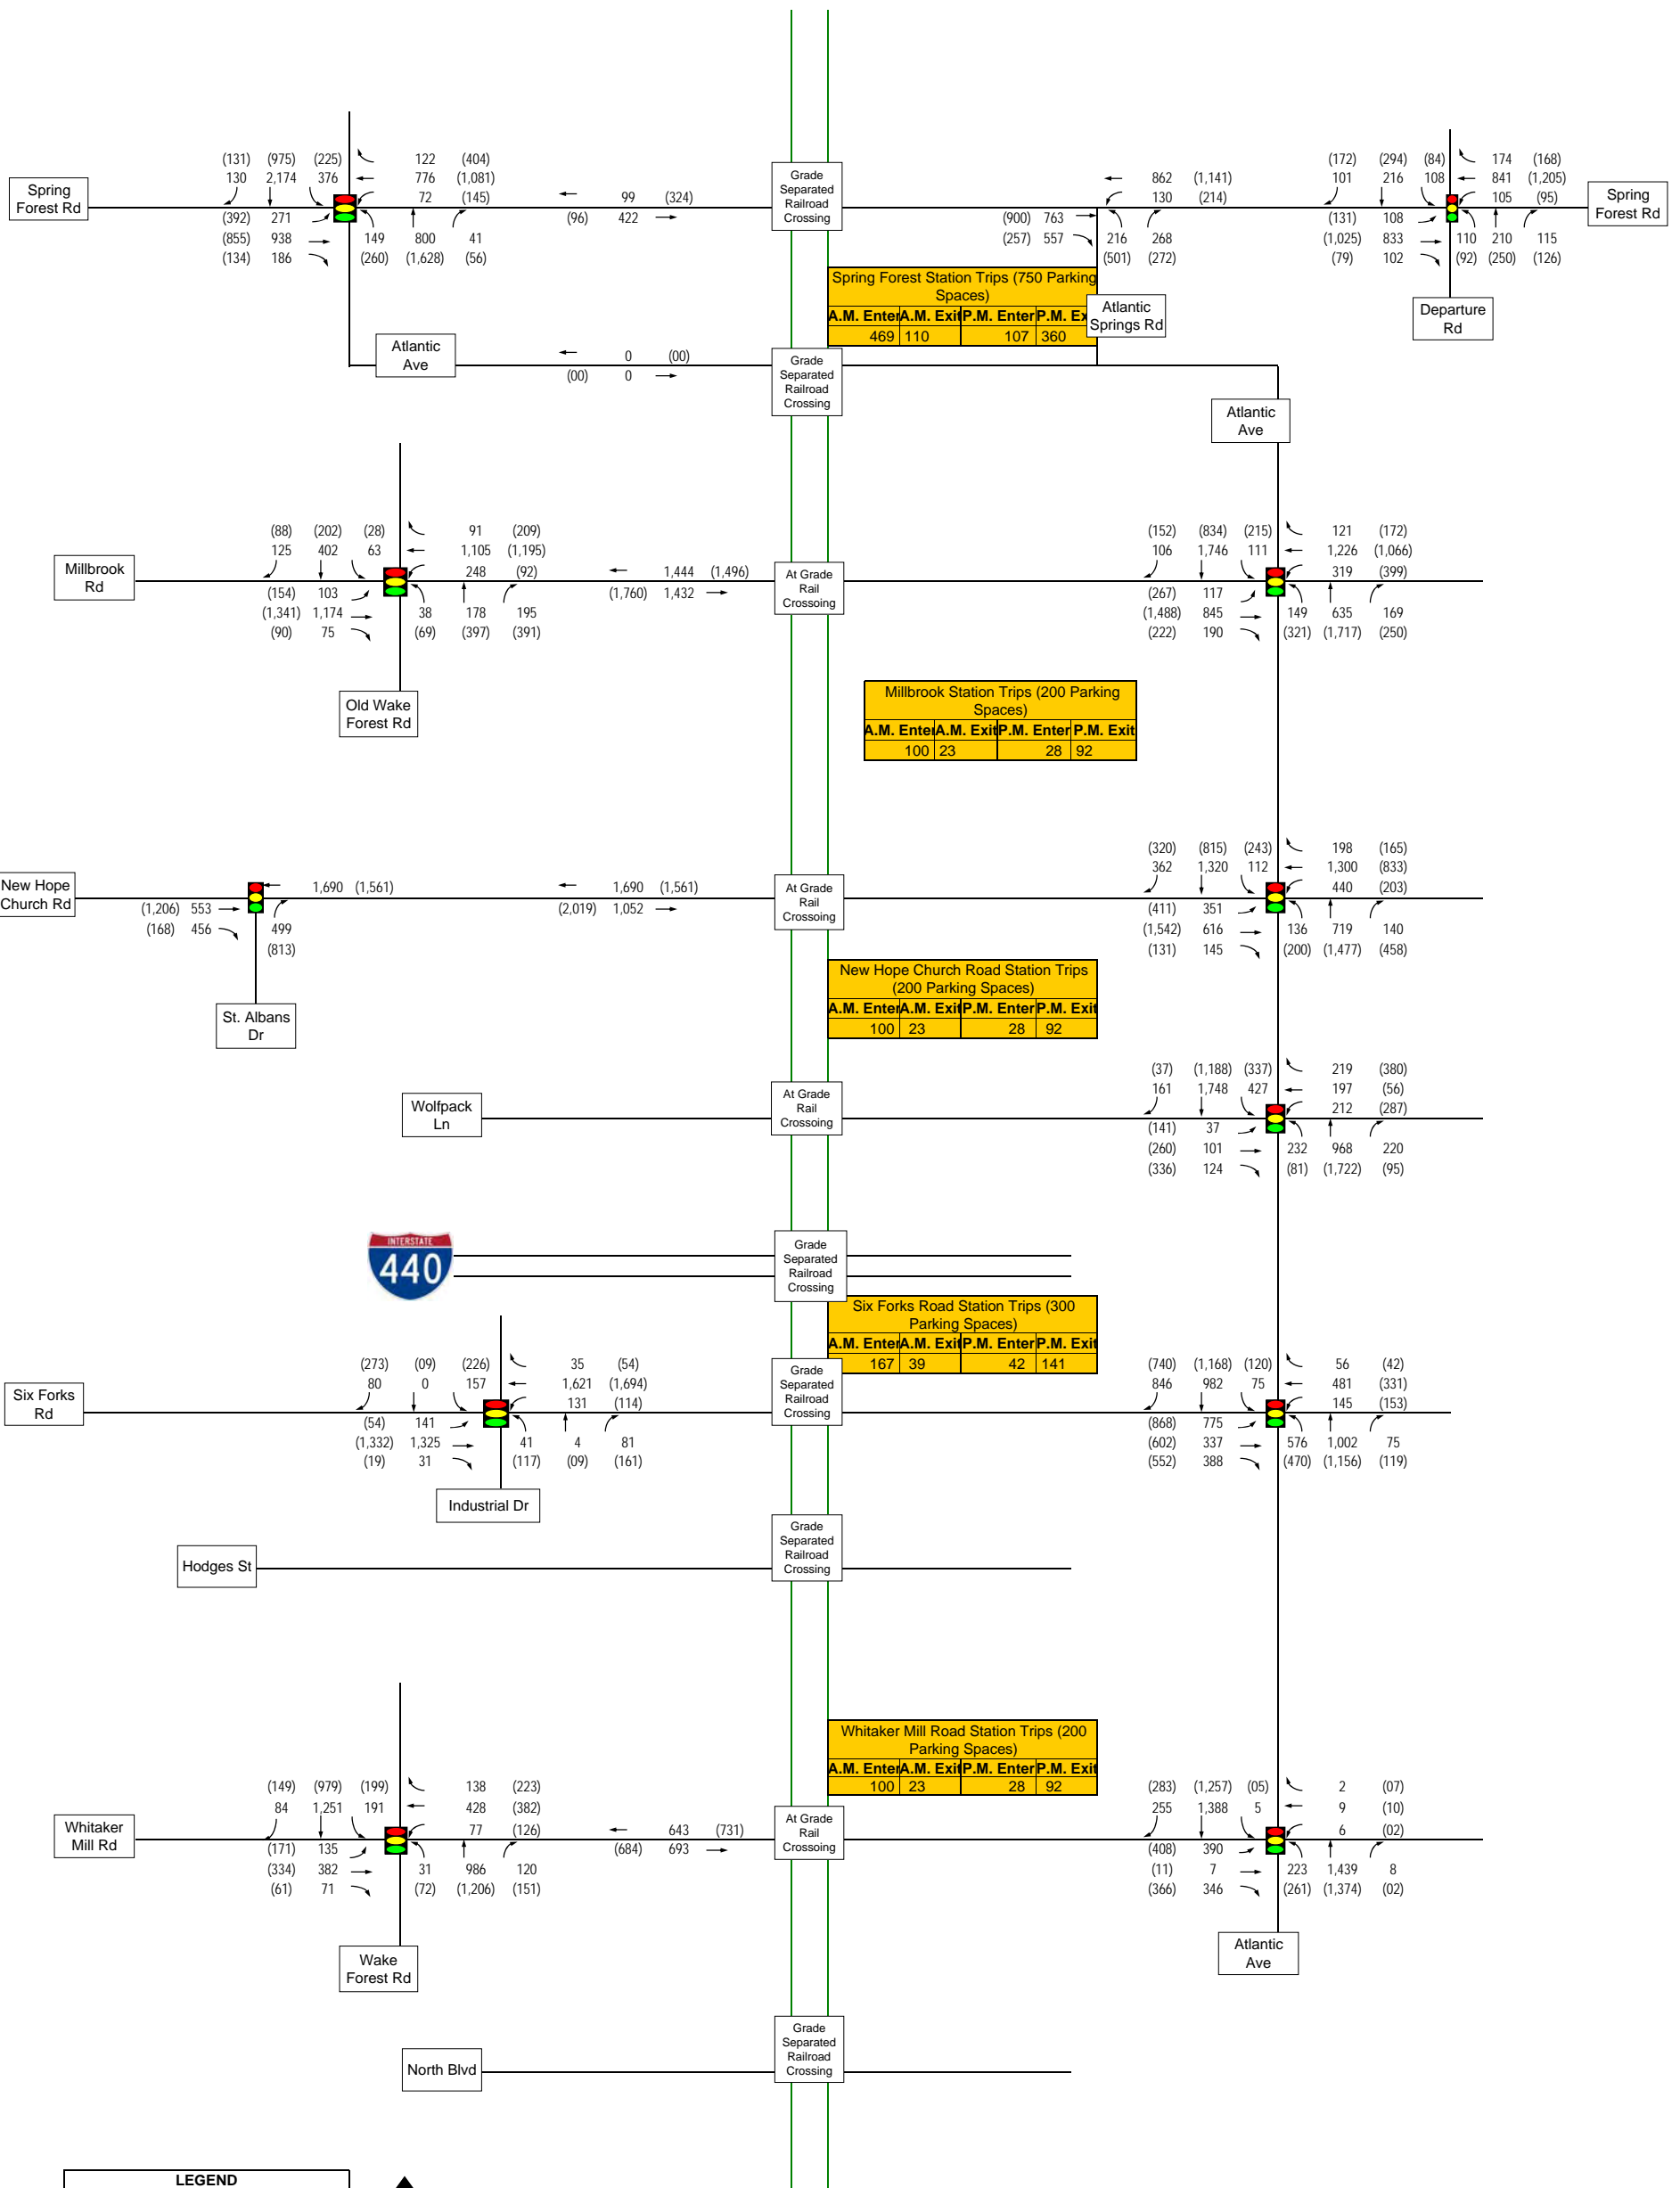 (131) (975) (225) 122 (404)
130 2,174 376 776 (1,081)
72 (145)
99 (324)
Spring
Forest Rd
(392) 271
(96) 422
(855) 938 149 800 41
(134) 186 (260) (1,628) (56)
Grade
Separated
Railroad
Crossing
862 (1,141)
130 (214)
(900) 763
(257) 557 216 268
(501) (272)
(172) (294) (84) 174 (168)
101 216 108 841 (1,205)
105 (95)
Spring
Forest Rd
(131) 108
(1,025) 833 110 210 115
(79) 102 (92) (250) (126)
Spring Forest Station Trips (750 Parking
Spaces)
A.M. Enter A.M. Exit P.M. Enter P.M. Ex
469 110 107 360
Atlantic
Springs Rd
Departure
Rd
Atlantic
Ave
0 (00)
(00) 0
Grade
Separated
Railroad
Crossing
Atlantic
Ave
(88) (202) (28) 91 (209)
125 402 63 1,105 (1,195)
248 (92)
1,444 (1,496)
Millbrook
Rd
(154) 103
(1,760) 1,432
(1,341) 1,174 38 178 195
(90) 75 (69) (397) (391)
At Grade
Rail
Crossoing
(152) (834) (215) 121 (172)
106 1,746 111 1,226 (1,066)
319 (399)
(267) 117
(1,488) 845 149 635 169
(222) 190 (321) (1,717) (250)
Old Wake
Forest Rd
Millbrook Station Trips (200 Parking
Spaces)
A.M. Enter A.M. Exit P.M. Enter P.M. Exit
100 23 28 92
New Hope
Church Rd
1,690 (1,561)
1,690 (1,561)
(1,206) 553
(2,019) 1,052
(168) 456 499
(813)
At Grade
Rail
Crossoing
(320) (815) (243) 198 (165)
362 1,320 112 1,300 (833)
440 (203)
(411) 351
(1,542) 616 136 719 140
(131) 145 (200) (1,477) (458)
St. Albans
Dr
New Hope Church Road Station Trips
(200 Parking Spaces)
A.M. Enter A.M. Exit P.M. Enter P.M. Exit
100 23 28 92
Wolfpack
Ln
At Grade
Rail
Crossoing
(37) (1,188) (337) 219 (380)
161 1,748 427 197 (56)
212 (287)
(141) 37
(260) 101 232 968 220
(336) 124 (81) (1,722) (95)
INTERSTATE
440
Grade
Separated
Railroad
Crossing
Six Forks Road Station Trips (300
Parking Spaces)
A.M. Enter A.M. Exit P.M. Enter P.M. Exit
167 39 42 141
(273) (09) (226) 35 (54)
80 0 157 1,621 (1,694)
131 (114)
Six Forks
Rd
(54) 141
(1,332) 1,325 41 4 81
(19) 31 (117) (09) (161)
Grade
Separated
Railroad
Crossing
(740) (1,168) (120) 56 (42)
846 982 75 481 (331)
145 (153)
(868) 775
(602) 337 576 1,002 75
(552) 388 (470) (1,156) (119)
Industrial Dr
Hodges St
Grade
Separated
Railroad
Crossing
Whitaker Mill Road Station Trips (200
Parking Spaces)
A.M. Enter A.M. Exit P.M. Enter P.M. Exit
100 23 28 92
(149) (979) (199) 138 (223)
84 1,251 191 428 (382)
77 (126)
643 (731)
Whitaker
Mill Rd
(171) 135
(684) 693
(334) 382 31 986 120
(61) 71 (72) (1,206) (151)
At Grade
Rail
Crossoing
(283) (1,257) (05) 2 (07)
255 1,388 5 9 (10)
6 (02)
(408) 390
(11) 7 223 1,439 8
(366) 346 (261) (1,374) (02)
Wake
Forest Rd
Atlantic
Ave
North Blvd
Grade
Separated
Railroad
Crossing
LEGEND